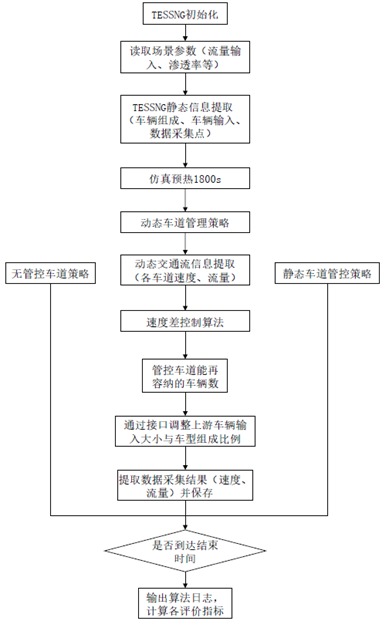 TESSNG初始化
读取场景参数（流量输
入、渗透率等）
TESSNG静态信息提取
（车辆组成、车辆输入、
数据采集点）
仿真预热1800s
动态车道管理策略
无管控车道策略
动态交通流信息提取
（各车道速度、流量）
静态车道管控策略
速度差控制算法
管控车道能再
容纳的车辆数
通过接口调整上游车辆输
入大小与车型组成比例
提取数据采集结果（速度、
流量）并保存
是否到达结束
时间
输出算法日志，
计算各评价指标